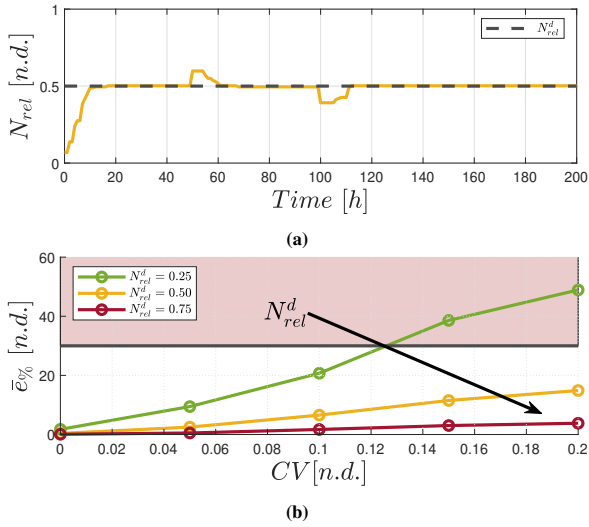 1
N_rel [n.d.]
N^d_rel
0.5
0
0 20 40 60 80 100 120 140 160 180 200
Time [h]
(a)
60
N^d_rel = 0.25
N^d_rel = 0.50
N^d_rel = 0.75
N^d_rel
40
ē_% [n.d.]
20
0
0 0.02 0.04 0.06 0.08 0.10 0.12 0.14 0.16 0.18 0.2
CV[n.d.]
(b)